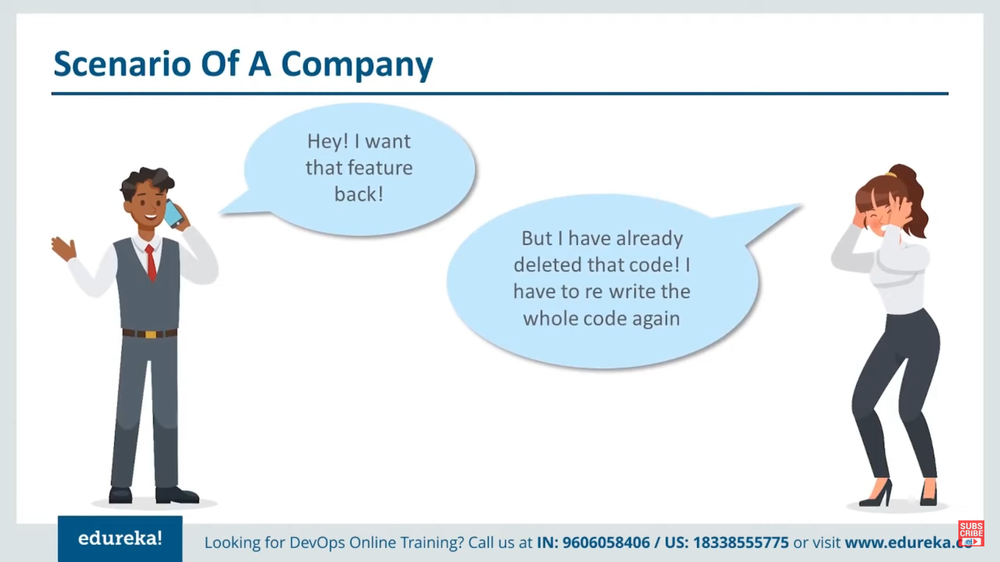 Scenario Of A Company
Hey! I want
that feature
back!
But I have already
deleted that code! I
have to re write the
whole code again
edureka!
Looking for DevOps Online Training? Call us at IN: 9606058406 / US: 18338555775 or visit www.edureka.co
SUBS
CRIBE
e!